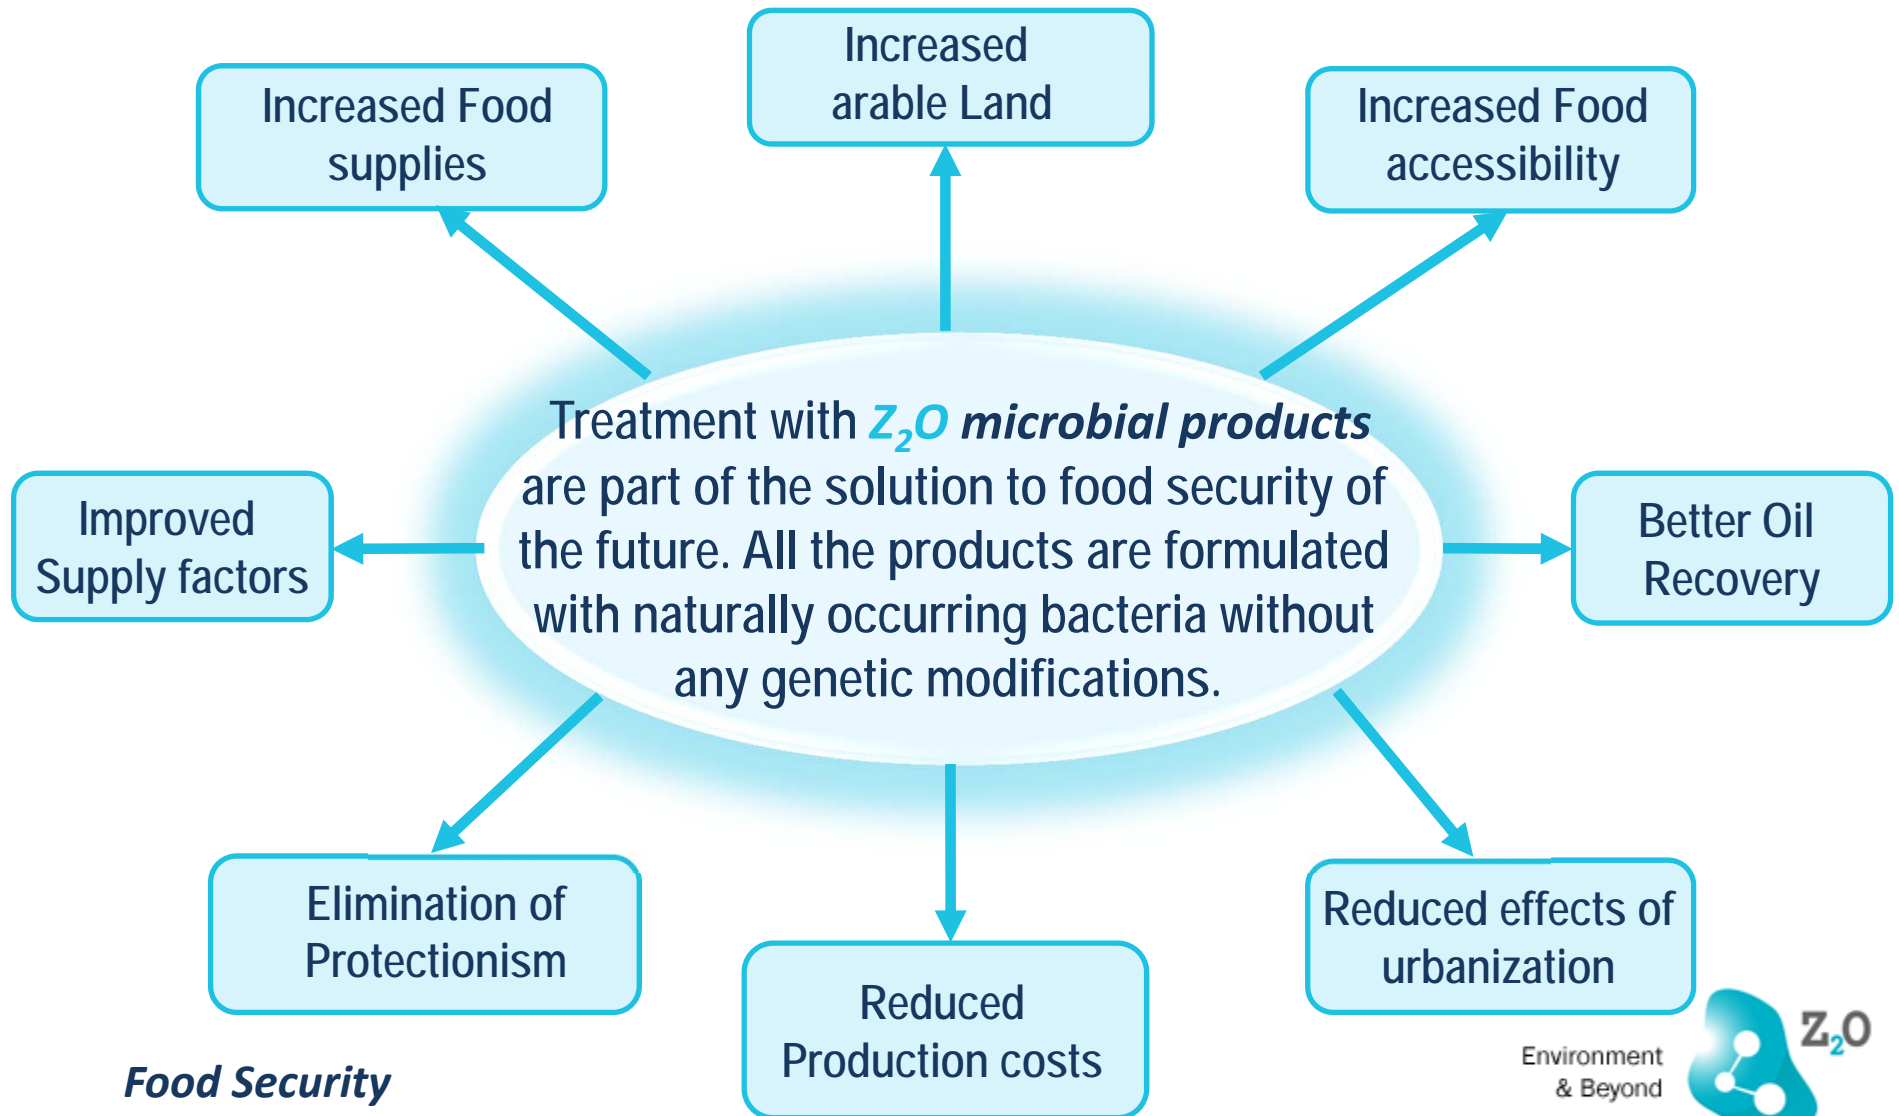 Increased Food
supplies
Increased
arable Land
Increased Food
accessibility
Treatment with Z₂O microbial products
are part of the solution to food security of
the future. All the products are formulated
with naturally occurring bacteria without
any genetic modifications.
Improved
Supply factors
Better Oil
Recovery
Elimination of
Protectionism
Reduced
Production costs
Reduced effects of
urbanization
Food Security
Environment
& Beyond
Z₂O